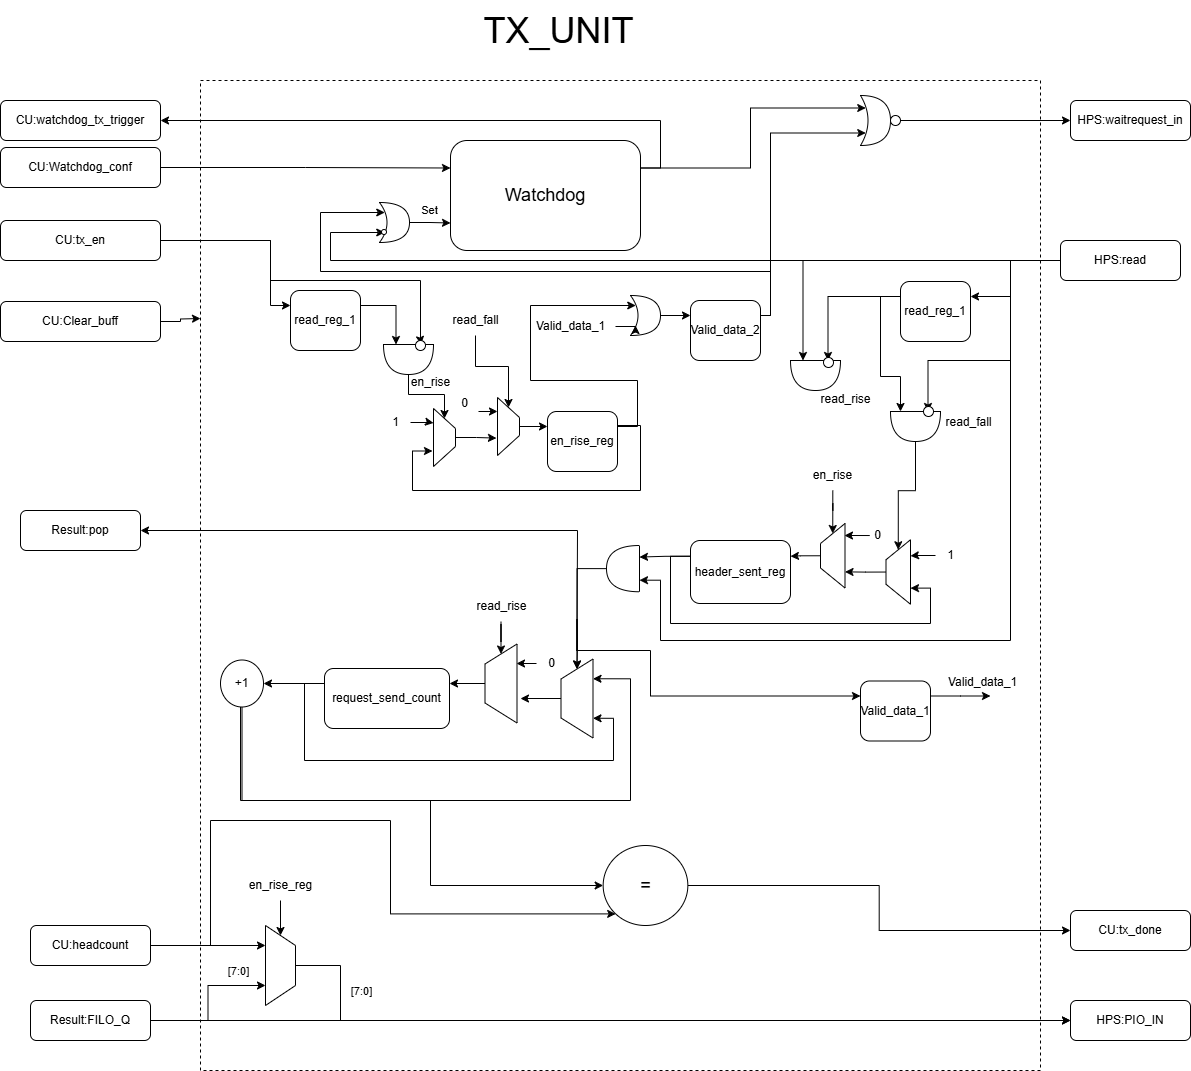 TX_UNIT
CU:watchdog_tx_trigger
HPS:waitrequest_in
CU:Watchdog_conf
Watchdog
Set
CU:tx_en
HPS:read
CU:Clear_buff
read_reg_1
read_fall
Valid_data_1
Valid_data_2
read_reg_1
en_rise
read_rise
0
1
en_rise_reg
read_fall
en_rise
Result:pop
0
1
header_sent_reg
read_rise
0
+1
request_send_count
Valid_data_1
Valid_data_1
en_rise_reg
=
CU:headcount
CU:tx_done
[7:0]
[7:0]
Result:FILO_Q
HPS:PIO_IN